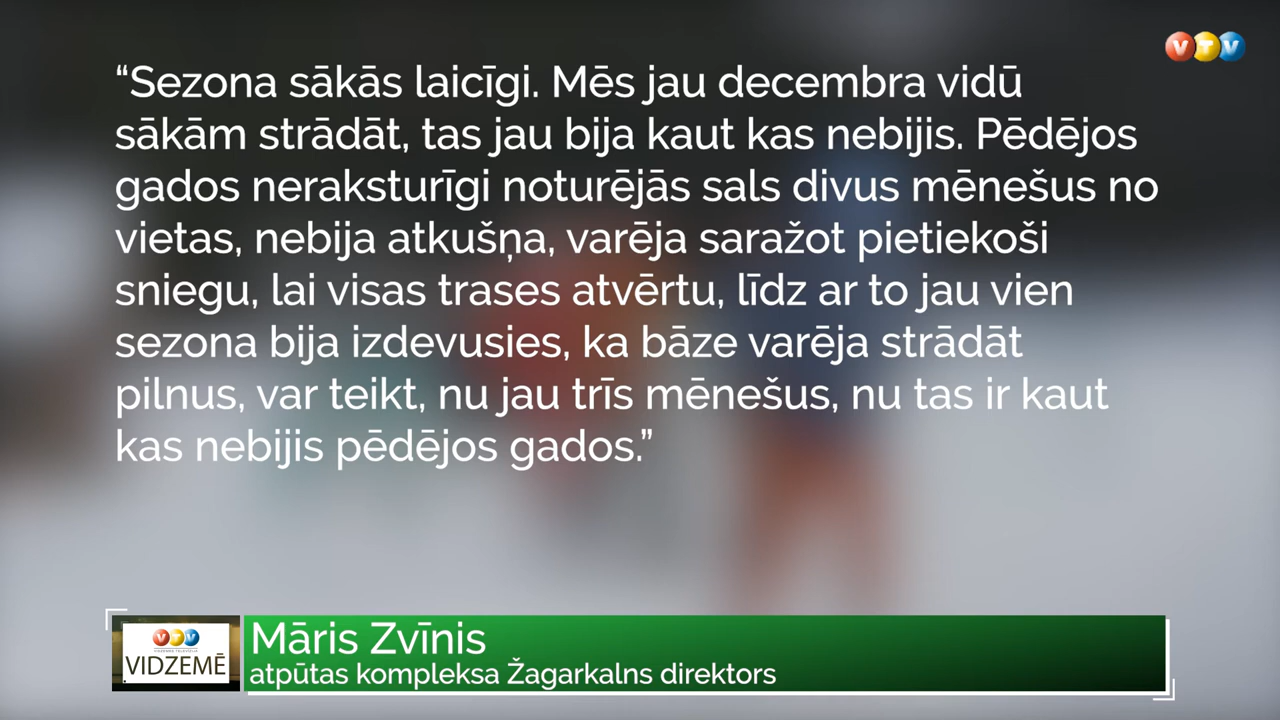 VTV
“Sezona sākās laicīgi. Mēs jau decembra vidū
sākām strādāt, tas jau bija kaut kas nebijis. Pēdējos
gados neraksturīgi noturējās sals divus mēnešus no
vietas, nebija atkušņa, varēja saražot pietiekoši
sniegu, lai visas trases atvērtu, līdz ar to jau vien
sezona bija izdevusies, ka bāze varēja strādāt
pilnus, var teikt, nu jau trīs mēnešus, nu tas ir kaut
kas nebijis pēdējos gados.”
VTV
VIDZEMĒ
Māris Zvīnis
atpūtas kompleksa Žagarkalns direktors